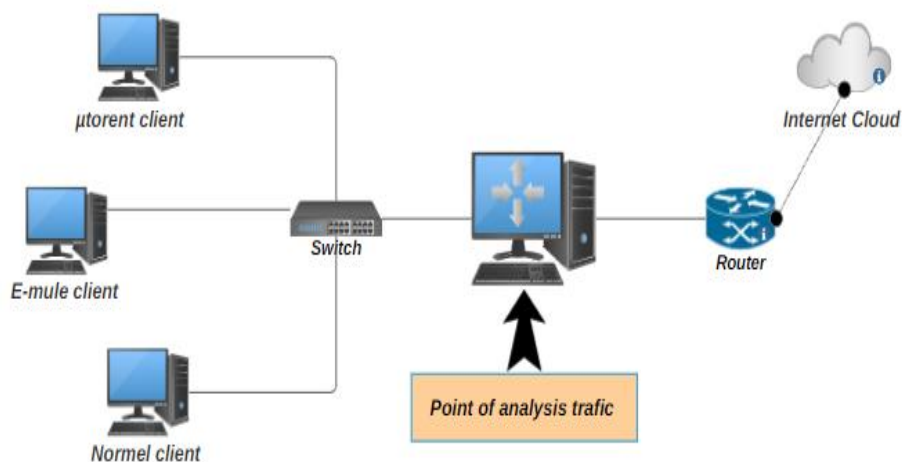 µtorent client
Internet Cloud
Switch
Router
E-mule client
Point of analysis trafic
Normel client